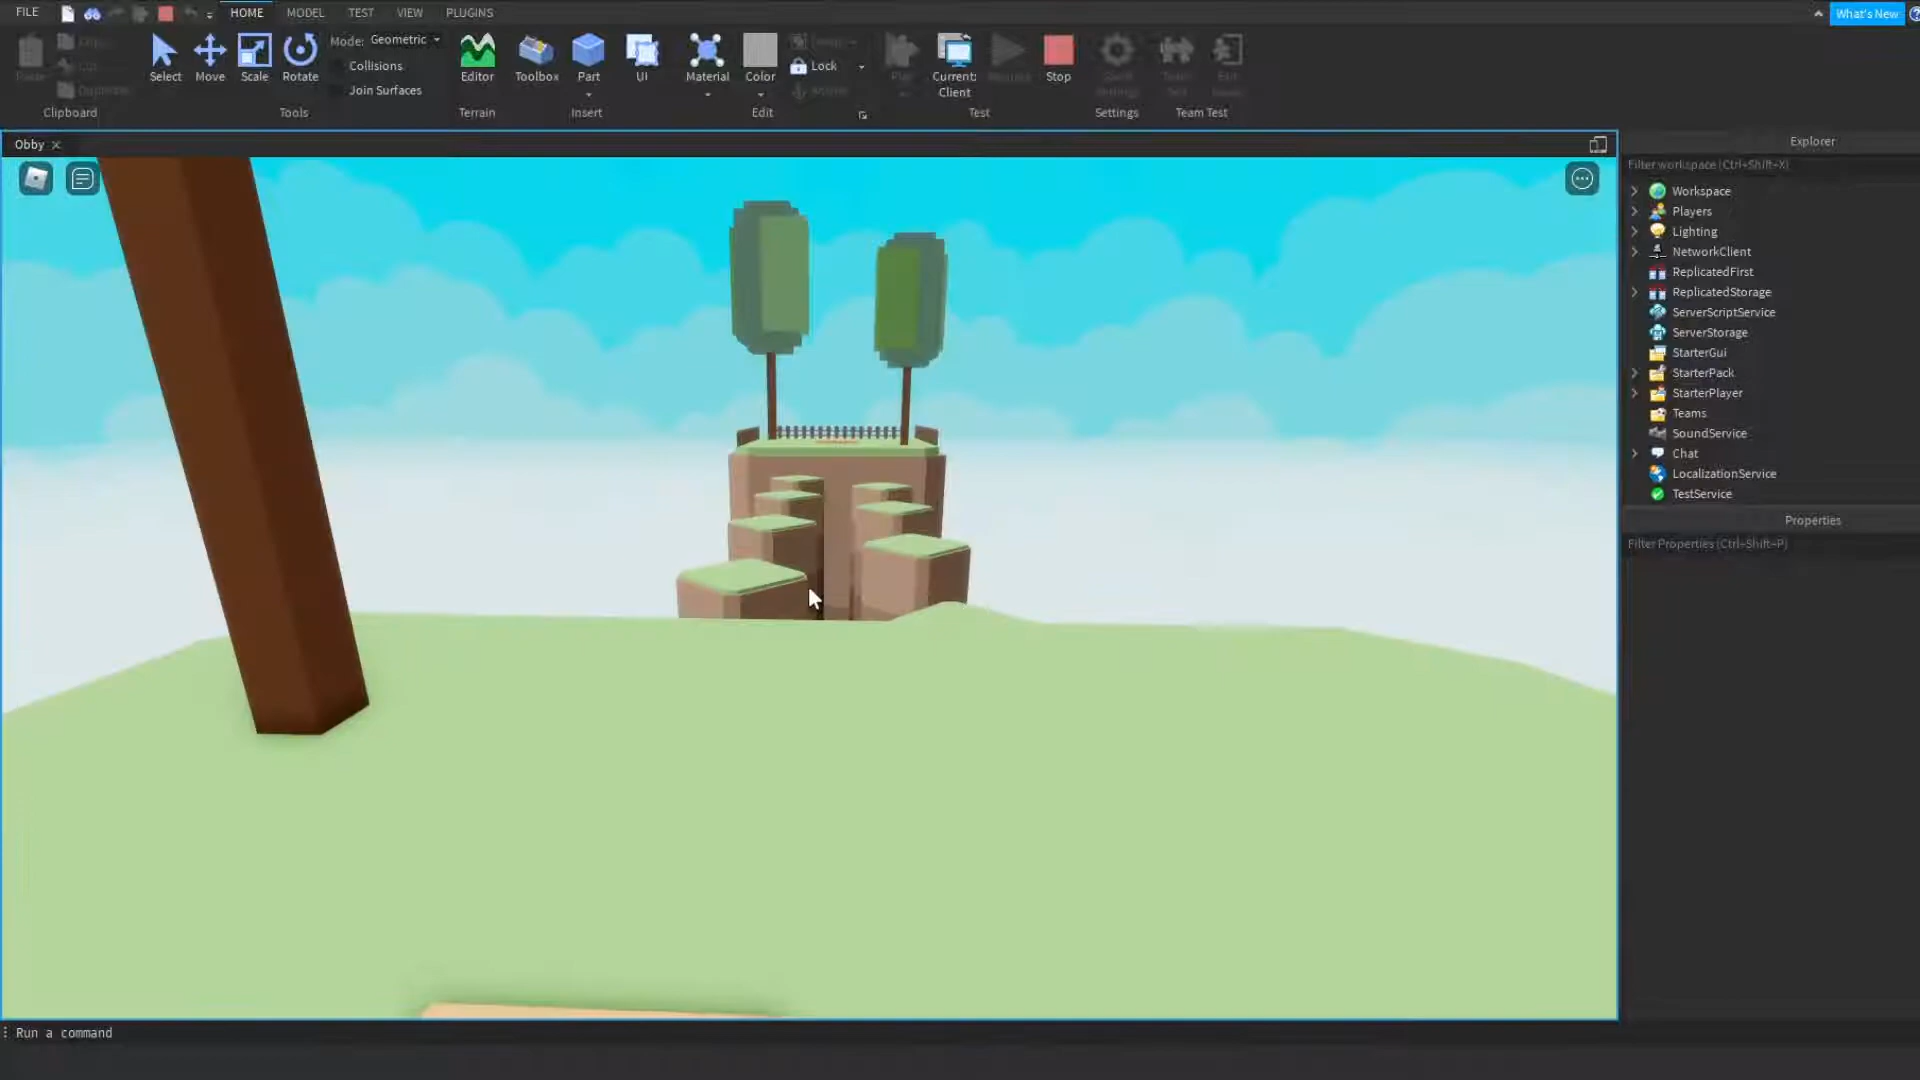 FILE HOME MODEL TEST VIEW PLUGINS What's New
Mode: Geometric
Collisions
Join Surfaces
Select Move Scale Rotate Editor Toolbox Part UI Material Color Lock Current: Client Stop
Clipboard Tools Terrain Insert Edit Test Settings Team Test
Obby
Explorer
Filter workspace (Ctrl+Shift+X)
Workspace
Players
Lighting
NetworkClient
ReplicatedFirst
ReplicatedStorage
ServerScriptService
ServerStorage
StarterGui
StarterPack
StarterPlayer
Teams
SoundService
Chat
LocalizationService
TestService
Properties
Filter Properties (Ctrl+Shift+P)
Run a command